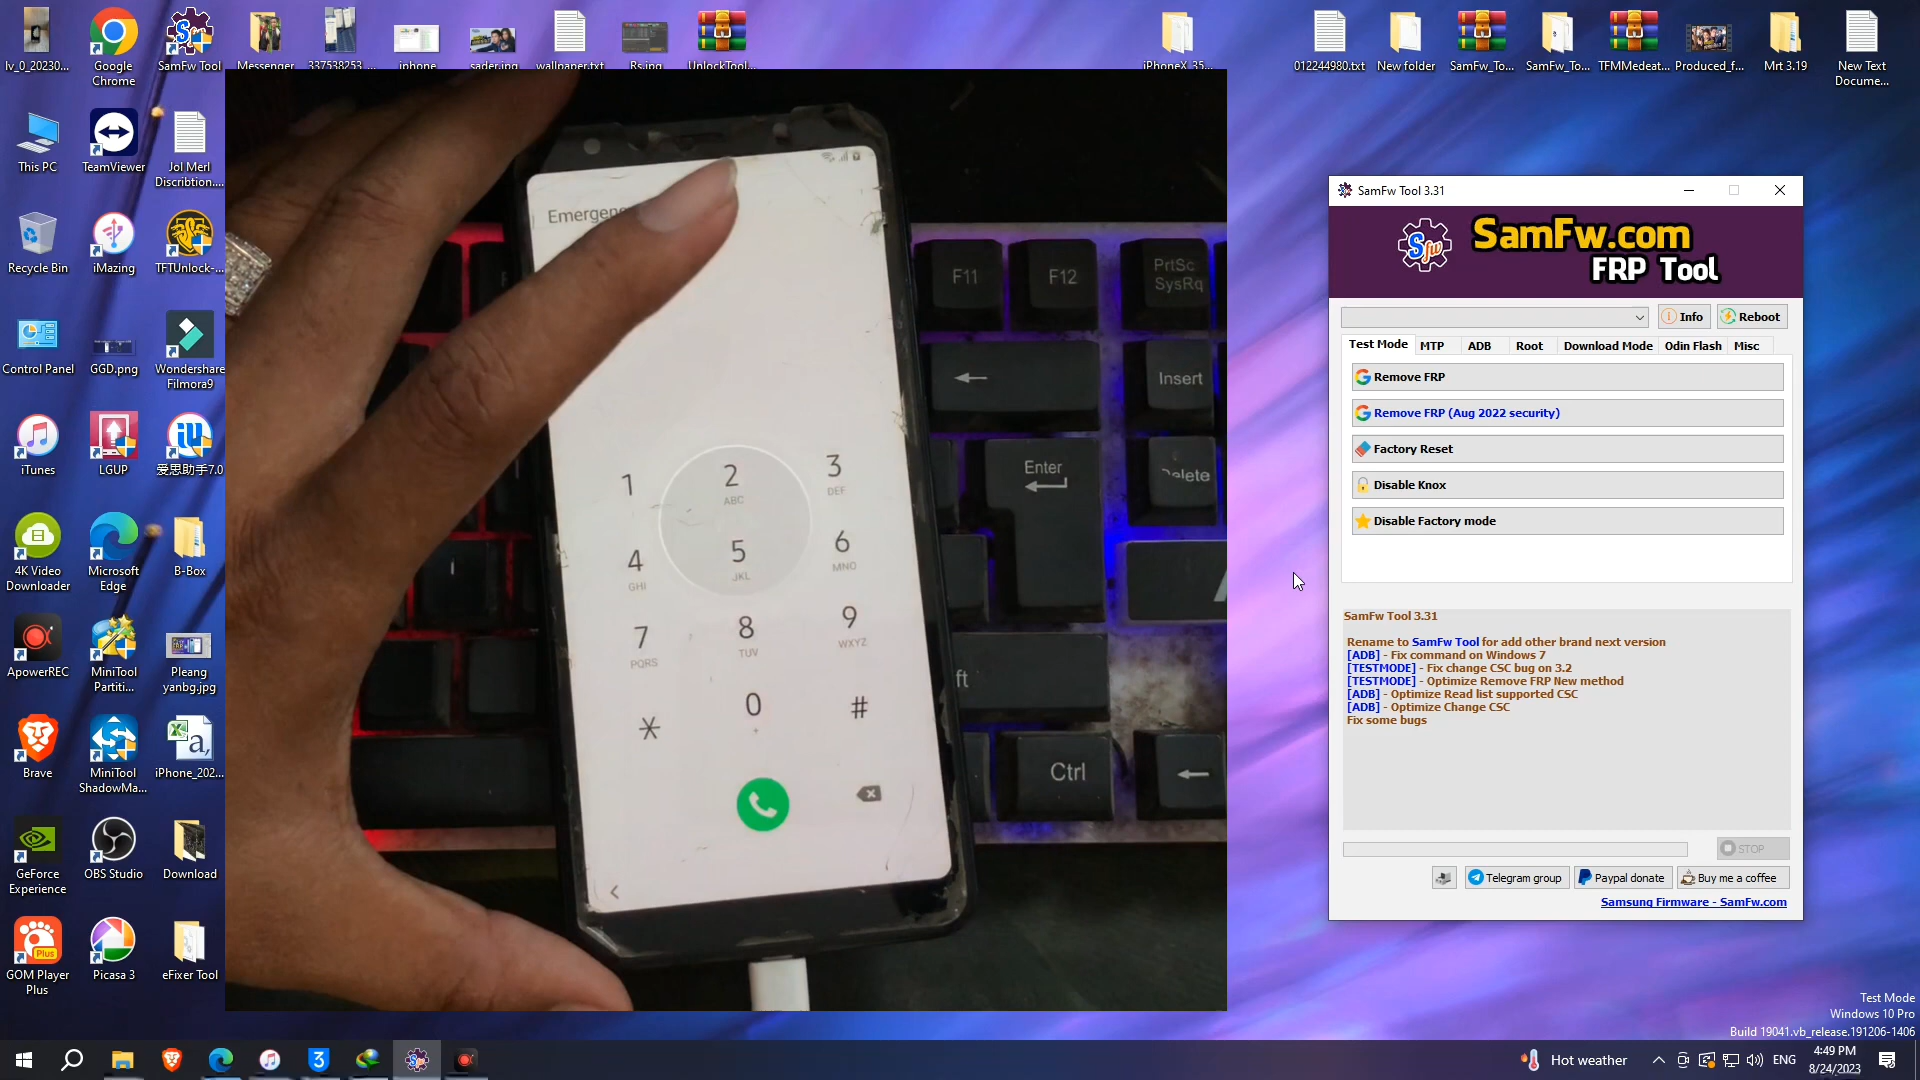 lv_0_20230...
Google
Chrome
SamFw Tool
Messenger
337538253_...
iphone
sader.jpg
wallpaper.txt
Rs.jpg
UnlockTool...
iPhoneX_35...
012244980.txt
New folder
SamFw_To...
SamFw_To...
TFMMedeat...
Produced_f...
Mrt 3.19
New Text
Docume...
This PC
TeamViewer
Jol Merl
Discribtion....
Recycle Bin
iMazing
TFTUnlock-...
Control Panel
GGD.png
Wondershare
Filmora9
iTunes
LGUP
爱思助手7.0
4K Video
Downloader
Microsoft
Edge
B-Box
ApowerREC
MiniTool
Partiti...
Pleang
yanbg.jpg
Brave
MiniTool
ShadowMa...
iPhone_202...
GeForce
Experience
OBS Studio
Download
GOM Player
Plus
Picasa 3
eFixer Tool
1
2
ABC
3
DEF
4
GHI
5
JKL
6
MNO
7
PQRS
8
TUV
9
WXYZ
*
0
+
#
F11
F12
PrtSc
SysRq
Insert
Enter
Ctrl
SamFw Tool 3.31
Sfw
SamFw.com
FRP Tool
Info
Reboot
Test Mode
MTP
ADB
Root
Download Mode
Odin Flash
Misc
Remove FRP
Remove FRP (Aug 2022 security)
Factory Reset
Disable Knox
Disable Factory mode
SamFw Tool 3.31
Rename to SamFw Tool for add other brand next version
[ADB] - Fix command on Windows 7
[TESTMODE] - Fix change CSC bug on 3.2
[TESTMODE] - Optimize Remove FRP New method
[ADB] - Optimize Read list supported CSC
[ADB] - Optimize Change CSC
Fix some bugs
STOP
Telegram group
Paypal donate
Buy me a coffee
Samsung Firmware - SamFw.com
Test Mode
Windows 10 Pro
Build 19041.vb_release.191206-1406
Hot weather
ENG
4:49 PM
8/24/2023